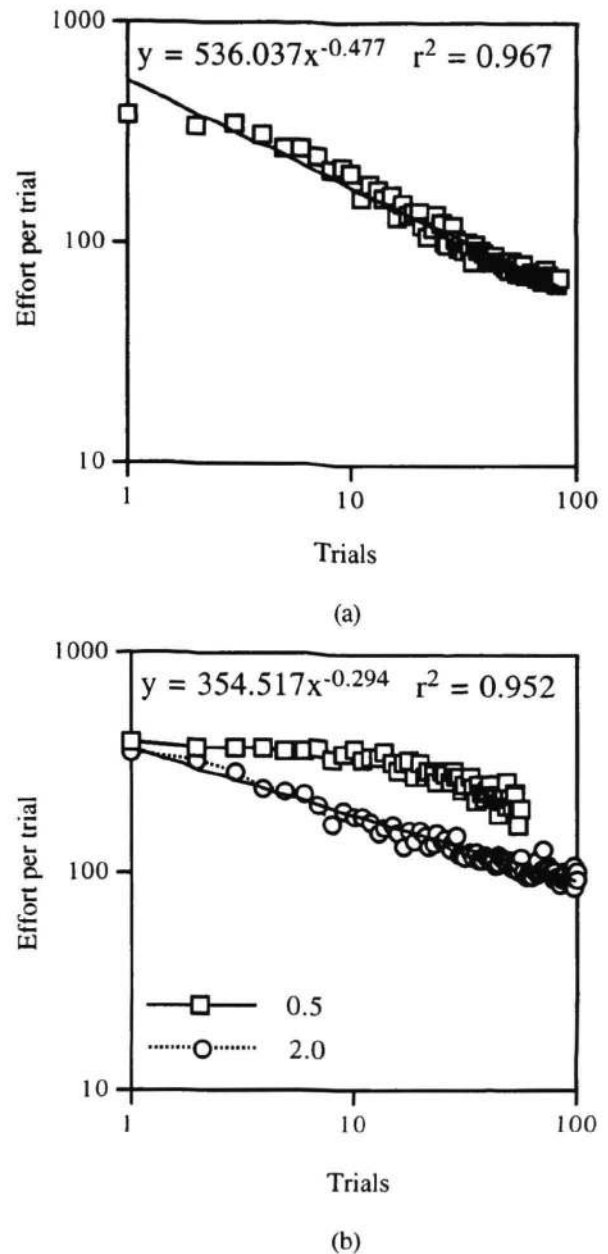 1000
y = 536.037x^-0.477 r^2 = 0.967
Effort per trial
100
10
1 10 100
Trials
(a)
1000
y = 354.517x^-0.294 r^2 = 0.952
Effort per trial
100
0.5
2.0
10
1 10 100
Trials
(b)